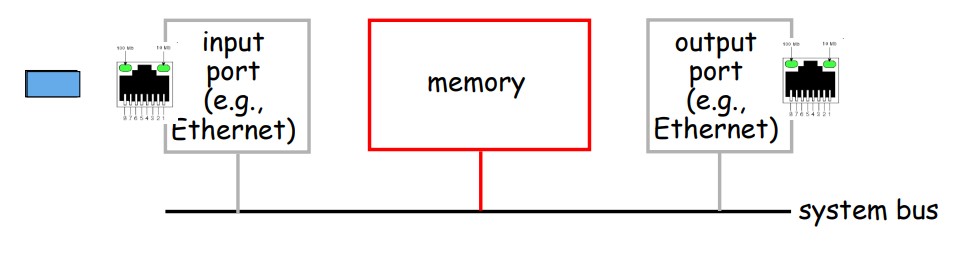 input
port
(e.g.,
Ethernet)
memory
output
port
(e.g.,
Ethernet)
100 MB
10 MB
8 7 6 5 4 3 2 1
100 MB
10 MB
8 7 6 5 4 3 2 1
system bus